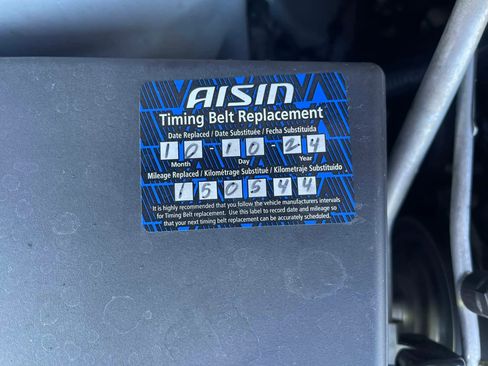 AISIN
Timing Belt Replacement
Date Replaced / Date Substituée / Fecha Substituida
10-10-24
Month Day Year
Mileage Replaced / Kilométrage Substitué / Kilometraje Substituido
150544
It is highly recommended that you follow the vehicle manufacturers intervals
for Timing Belt replacement. Use this label to record date and mileage so
that your next timing belt replacement can be accurately scheduled.